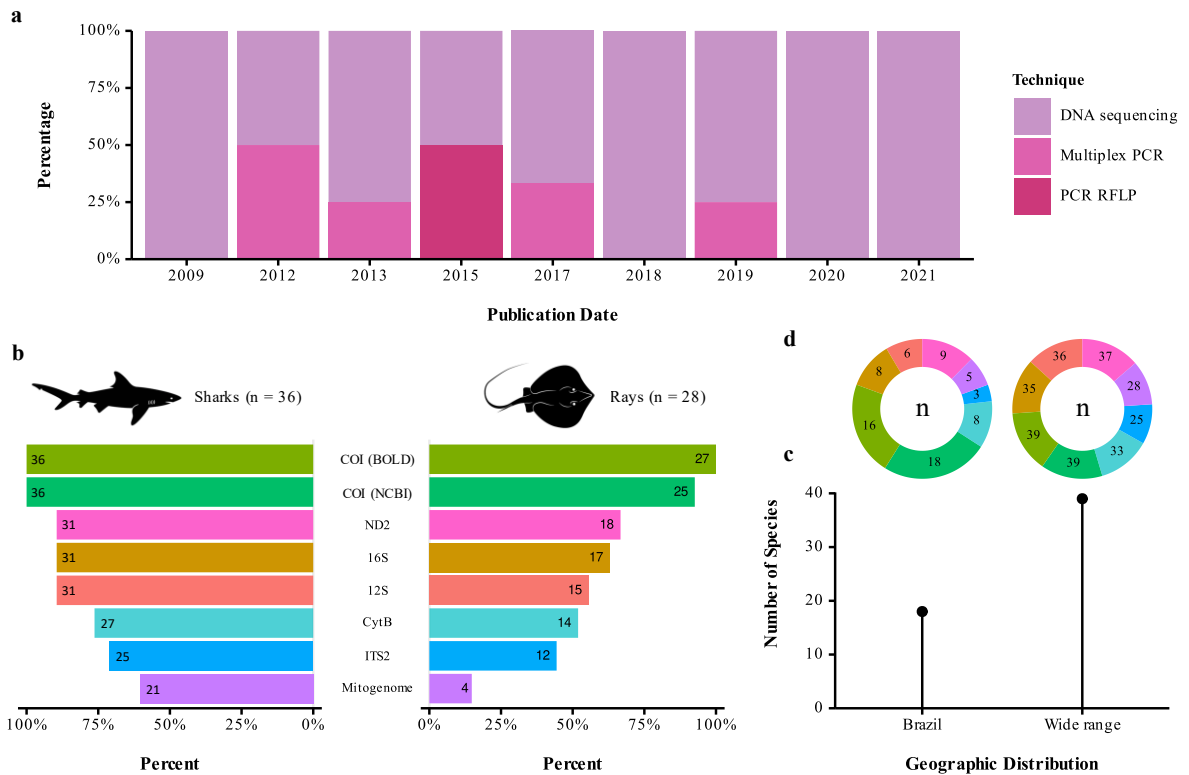 a
100%
75%
50%
25%
0%
Percentage
2009 2012 2013 2015 2017 2018 2019 2020 2021
Publication Date
Technique
DNA sequencing
Multiplex PCR
PCR RFLP
b
Sharks (n = 36)
Rays (n = 28)
36 COI (BOLD) 27
36 COI (NCBI) 25
31 ND2 18
31 16S 17
31 12S 15
27 CytB 14
25 ITS2 12
21 Mitogenome 4
100% 75% 50% 25% 0%
0% 25% 50% 75% 100%
Percent
Percent
d
n
9
5
3
8
18
16
8
6
n
37
28
25
33
39
39
35
36
c
40
30
20
10
0
Number of Species
Brazil Wide range
Geographic Distribution